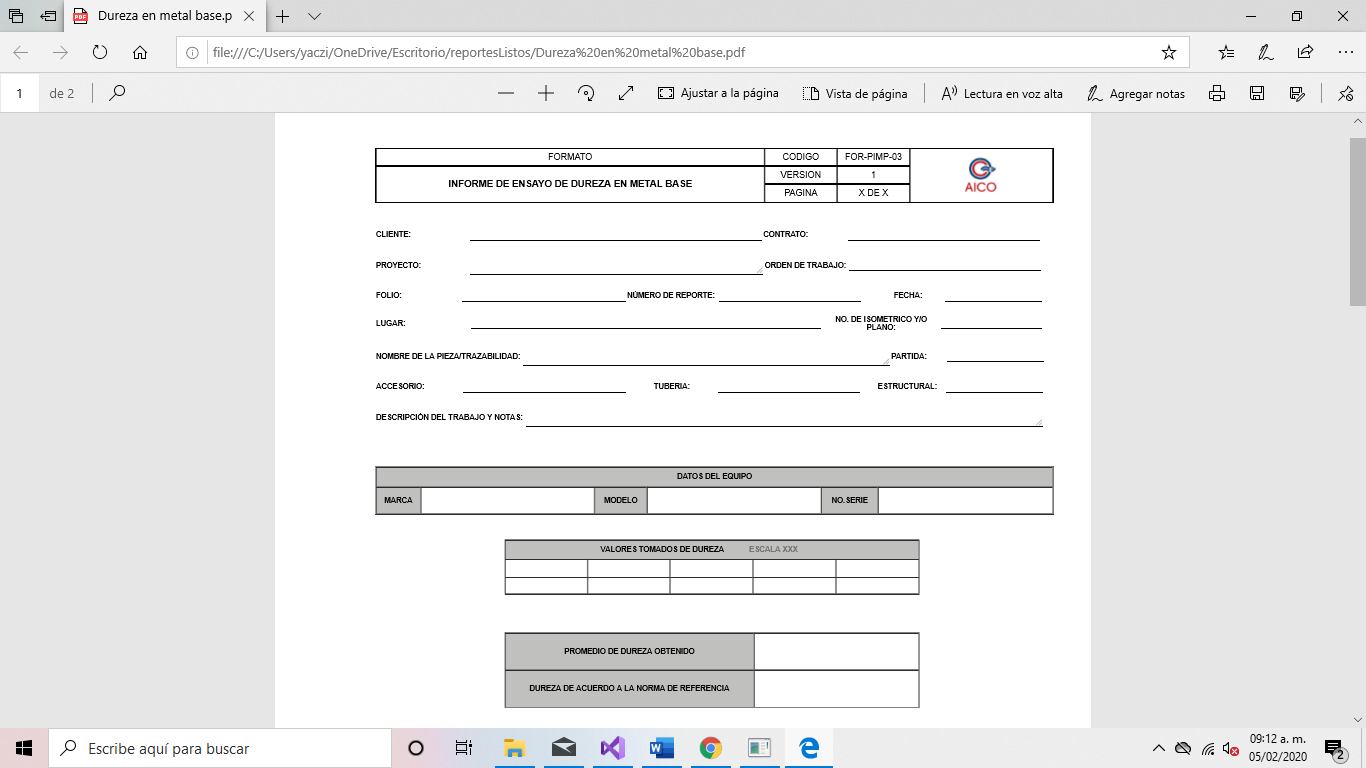 Dureza en metal base.p
file:///C:/Users/yaczi/OneDrive/Escritorio/reportesListos/Dureza%20en%20metal%20base.pdf
1 de 2 Ajustar a la página Vista de página Lectura en voz alta Agregar notas
FORMATO CODIGO FOR-PIMP-03
INFORME DE ENSAYO DE DUREZA EN METAL BASE VERSION 1
PAGINA X DE X
AICO
CLIENTE: CONTRATO:
PROYECTO: ORDEN DE TRABAJO:
FOLIO: NÚMERO DE REPORTE: FECHA:
LUGAR: NO. DE ISOMETRICO Y/O
PLANO:
NOMBRE DE LA PIEZA/TRAZABILIDAD: PARTIDA:
ACCESORIO: TUBERIA: ESTRUCTURAL:
DESCRIPCIÓN DEL TRABAJO Y NOTAS:
DATOS DEL EQUIPO
MARCA MODELO NO. SERIE
VALORES TOMADOS DE DUREZA ESCALA XXX
PROMEDIO DE DUREZA OBTENIDO
DUREZA DE ACUERDO A LA NORMA DE REFERENCIA
Escribe aquí para buscar
09:12 a. m.
05/02/2020
2